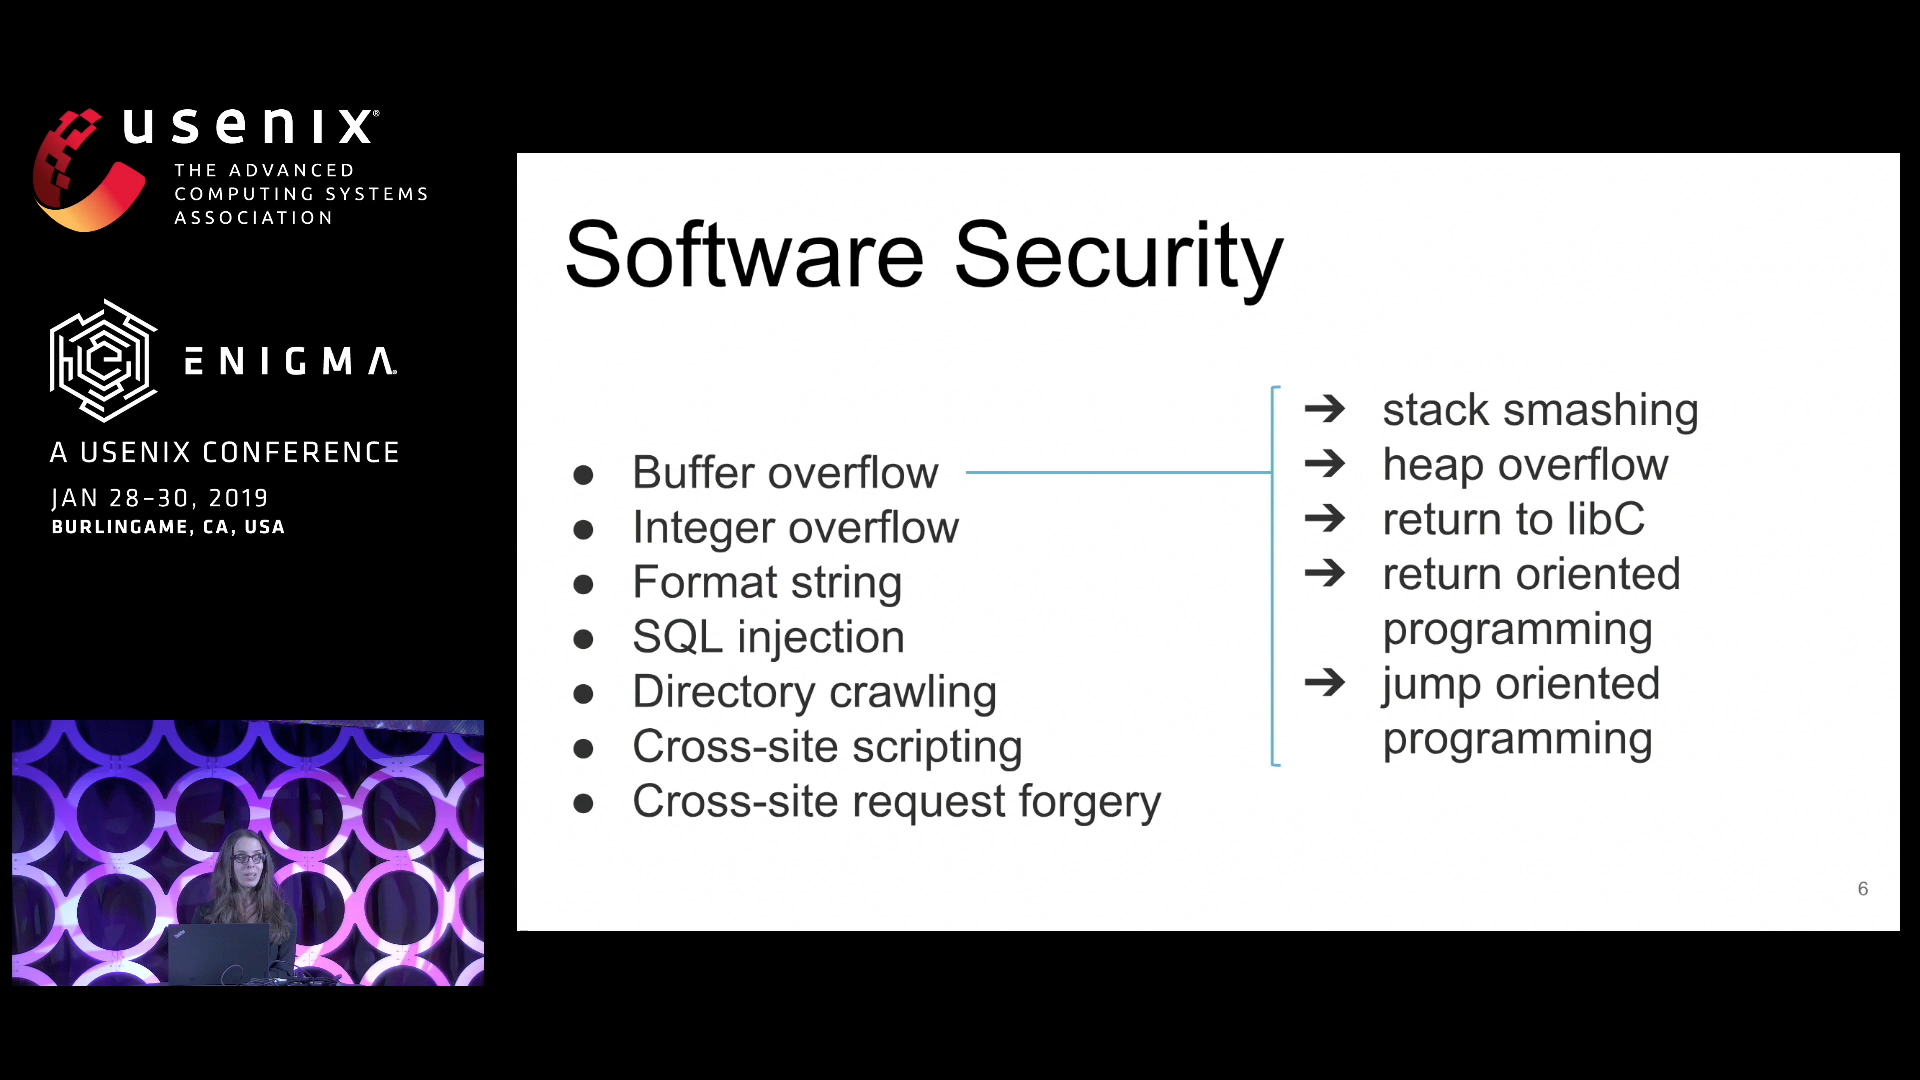 usenix®
THE ADVANCED
COMPUTING SYSTEMS
ASSOCIATION
ENIGMA
A USENIX CONFERENCE
JAN 28–30, 2019
BURLINGAME, CA, USA
Software Security
● Buffer overflow
● Integer overflow
● Format string
● SQL injection
● Directory crawling
● Cross-site scripting
● Cross-site request forgery
➔ stack smashing
➔ heap overflow
➔ return to libC
➔ return oriented
programming
➔ jump oriented
programming
6